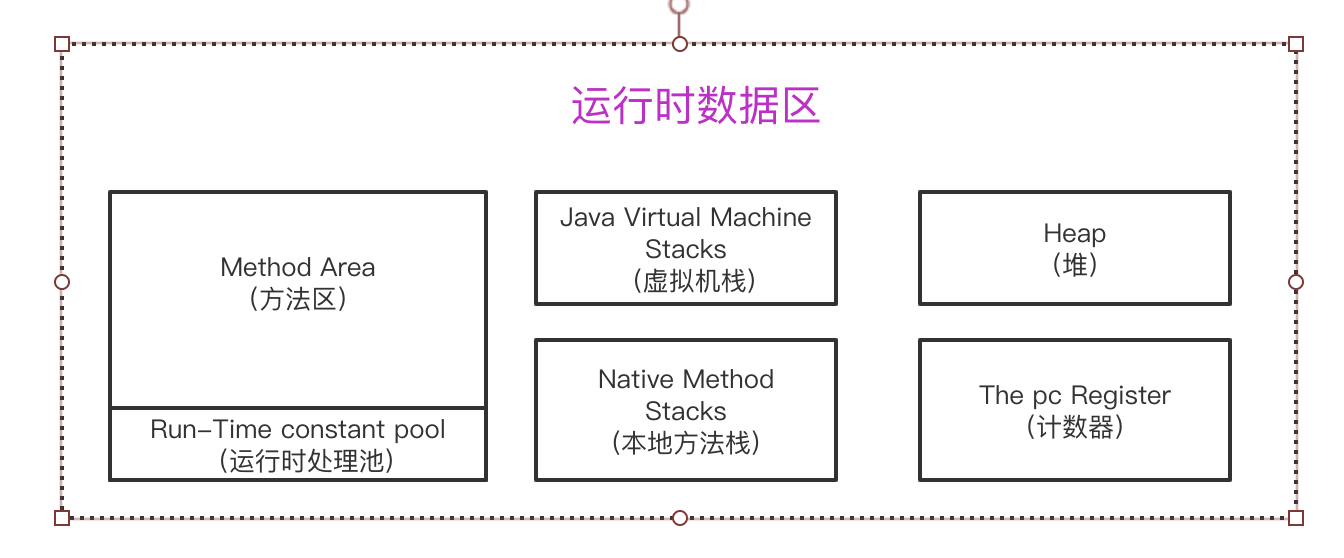 运行时数据区
Method Area
（方法区）
Run-Time constant pool
（运行时处理池）
Java Virtual Machine
Stacks
（虚拟机栈）
Native Method
Stacks
（本地方法栈）
Heap
（堆）
The pc Register
（计数器）